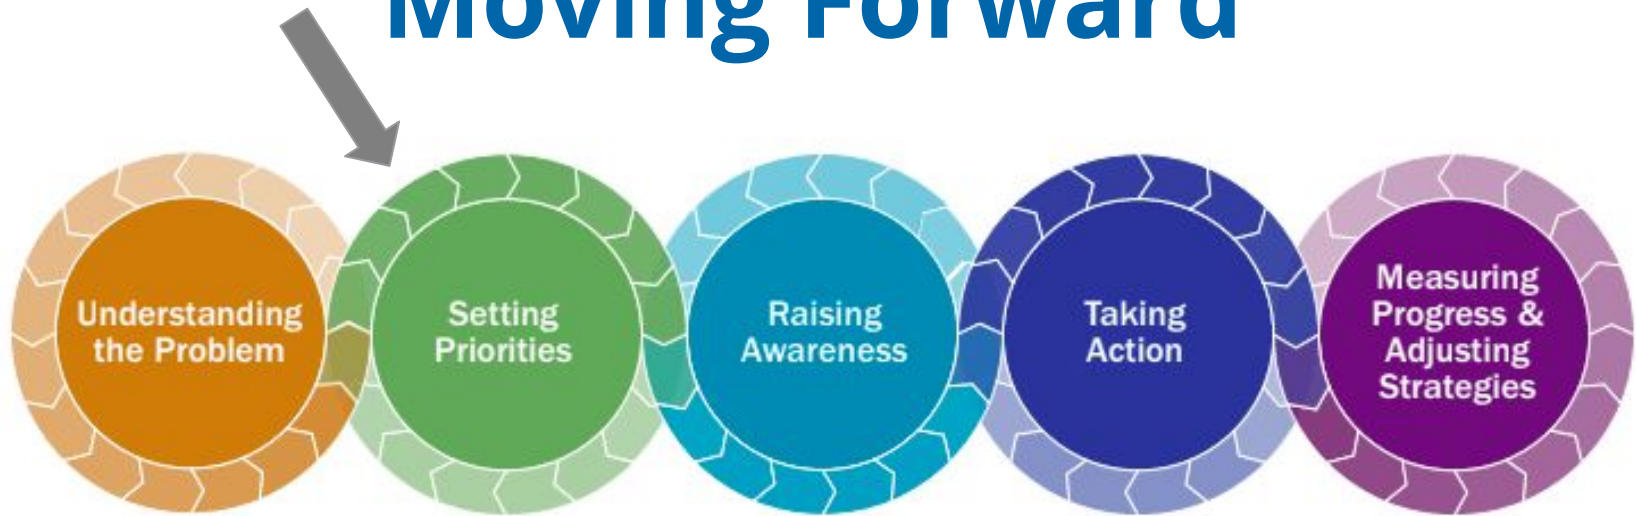 Moving Forward
Understanding
the Problem
Setting
Priorities
Raising
Awareness
Taking
Action
Measuring
Progress &
Adjusting
Strategies